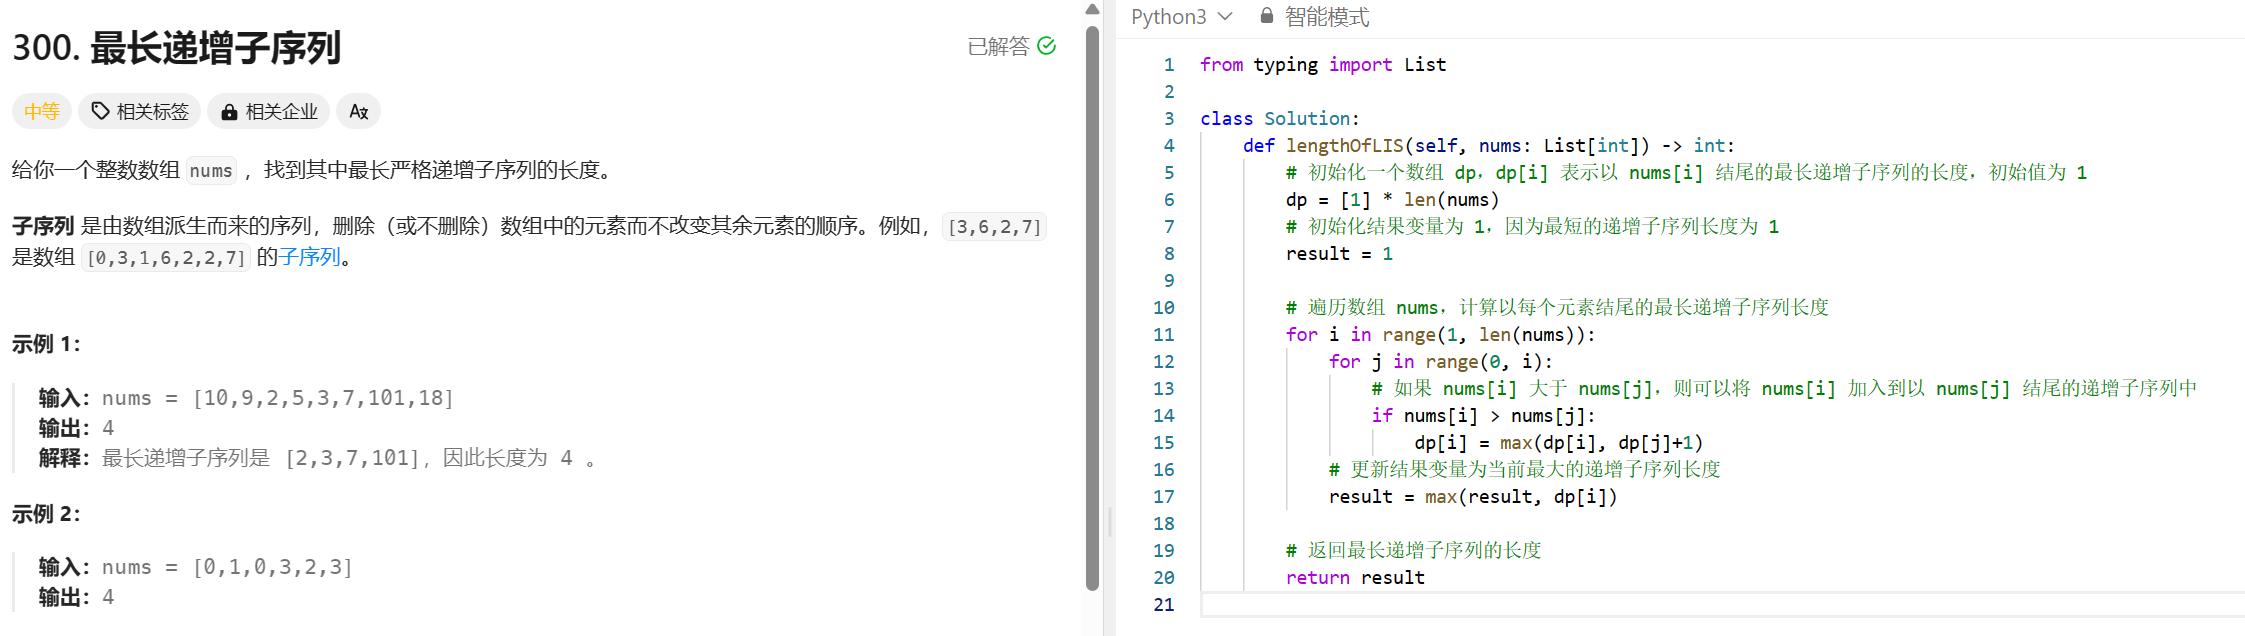 300. 最长递增子序列
已解答
中等
相关标签
相关企业
给你一个整数数组 nums ，找到其中最长严格递增子序列的长度。
子序列 是由数组派生而来的序列，删除（或不删除）数组中的元素而不改变其余元素的顺序。例如，[3,6,2,7]
是数组 [0,3,1,6,2,2,7] 的子序列。
示例 1：
输入：nums = [10,9,2,5,3,7,101,18]
输出：4
解释：最长递增子序列是 [2,3,7,101]，因此长度为 4 。
示例 2：
输入：nums = [0,1,0,3,2,3]
输出：4
Python3
智能模式
1 from typing import List
2
3 class Solution:
4     def lengthOfLIS(self, nums: List[int]) -> int:
5         # 初始化一个数组 dp，dp[i] 表示以 nums[i] 结尾的最长递增子序列的长度，初始值为 1
6         dp = [1] * len(nums)
7         # 初始化结果变量为 1，因为最短的递增子序列长度为 1
8         result = 1
9
10         # 遍历数组 nums，计算以每个元素结尾的最长递增子序列长度
11         for i in range(1, len(nums)):
12             for j in range(0, i):
13                 # 如果 nums[i] 大于 nums[j]，则可以将 nums[i] 加入到以 nums[j] 结尾的递增子序列中
14                 if nums[i] > nums[j]:
15                     dp[i] = max(dp[i], dp[j]+1)
16             # 更新结果变量为当前最大的递增子序列长度
17             result = max(result, dp[i])
18
19         # 返回最长递增子序列的长度
20         return result
21